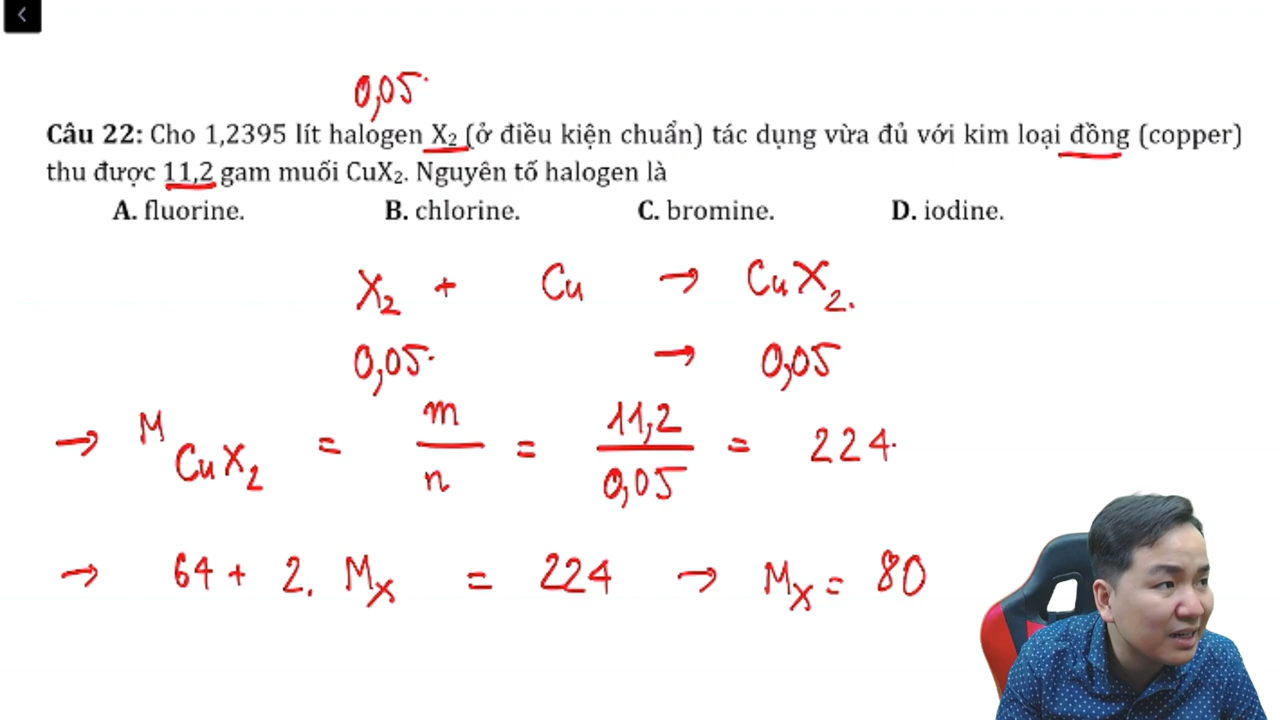 0,05
Câu 22: Cho 1,2395 lít halogen X₂ (ở điều kiện chuẩn) tác dụng vừa đủ với kim loại đồng (copper)
thu được 11,2 gam muối CuX₂. Nguyên tố halogen là
A. fluorine. B. chlorine. C. bromine. D. iodine.
X₂ + Cu → CuX₂.
0,05 → 0,05
→ M CuX₂ = m/n = 11,2/0,05 = 224
→ 64 + 2. Mₓ = 224 → Mₓ = 80